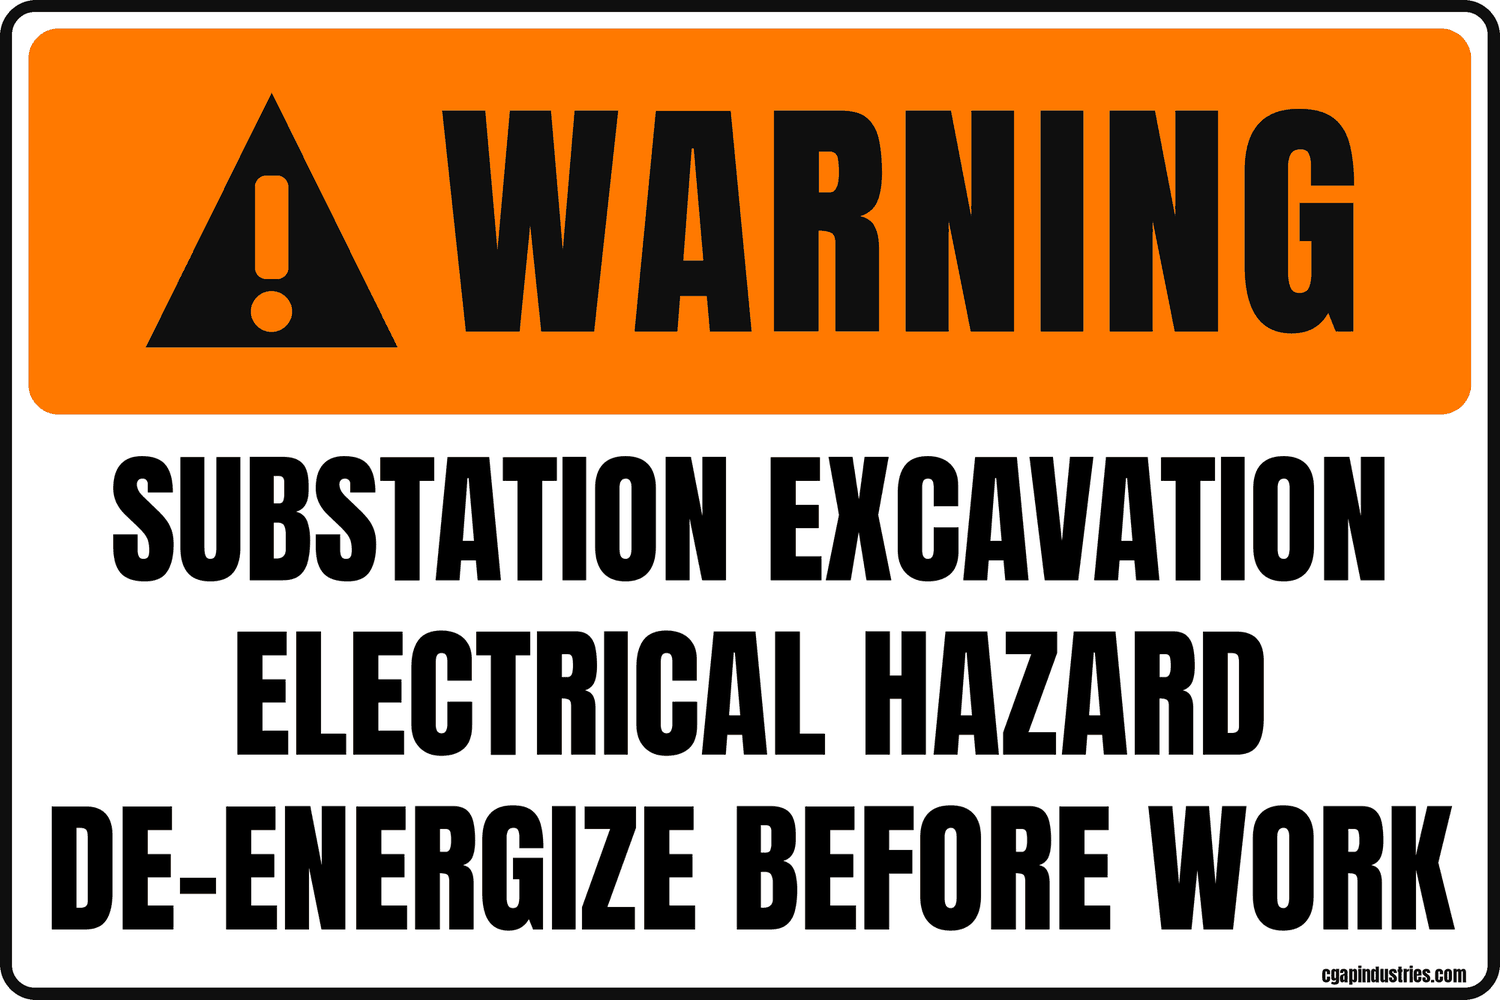 WARNING
SUBSTATION EXCAVATION
ELECTRICAL HAZARD
DE-ENERGIZE BEFORE WORK
cgapindustries.com